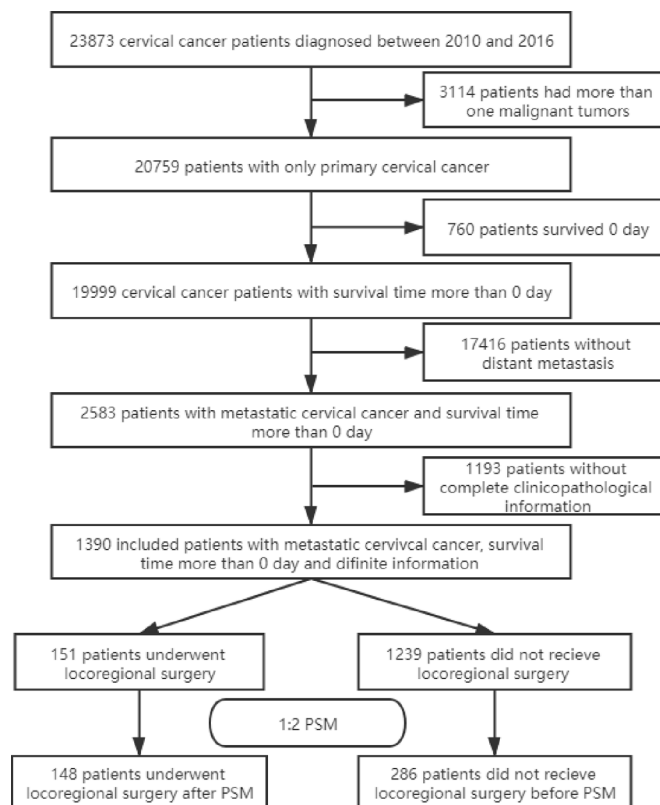 23873 cervical cancer patients diagnosed between 2010 and 2016
3114 patients had more than
one malignant tumors
20759 patients with only primary cervical cancer
760 patients survived 0 day
19999 cervical cancer patients with survival time more than 0 day
17416 patients without
distant metastasis
2583 patients with metastatic cervical cancer and survival time
more than 0 day
1193 patients without
complete clinicopathological
information
1390 included patients with metastatic cervivcal cancer, survival
time more than 0 day and difinite information
151 patients underwent
locoregional surgery
1239 patients did not recieve
locoregional surgery
1:2 PSM
148 patients underwent
locoregional surgery after PSM
286 patients did not recieve
locoregional surgery before PSM